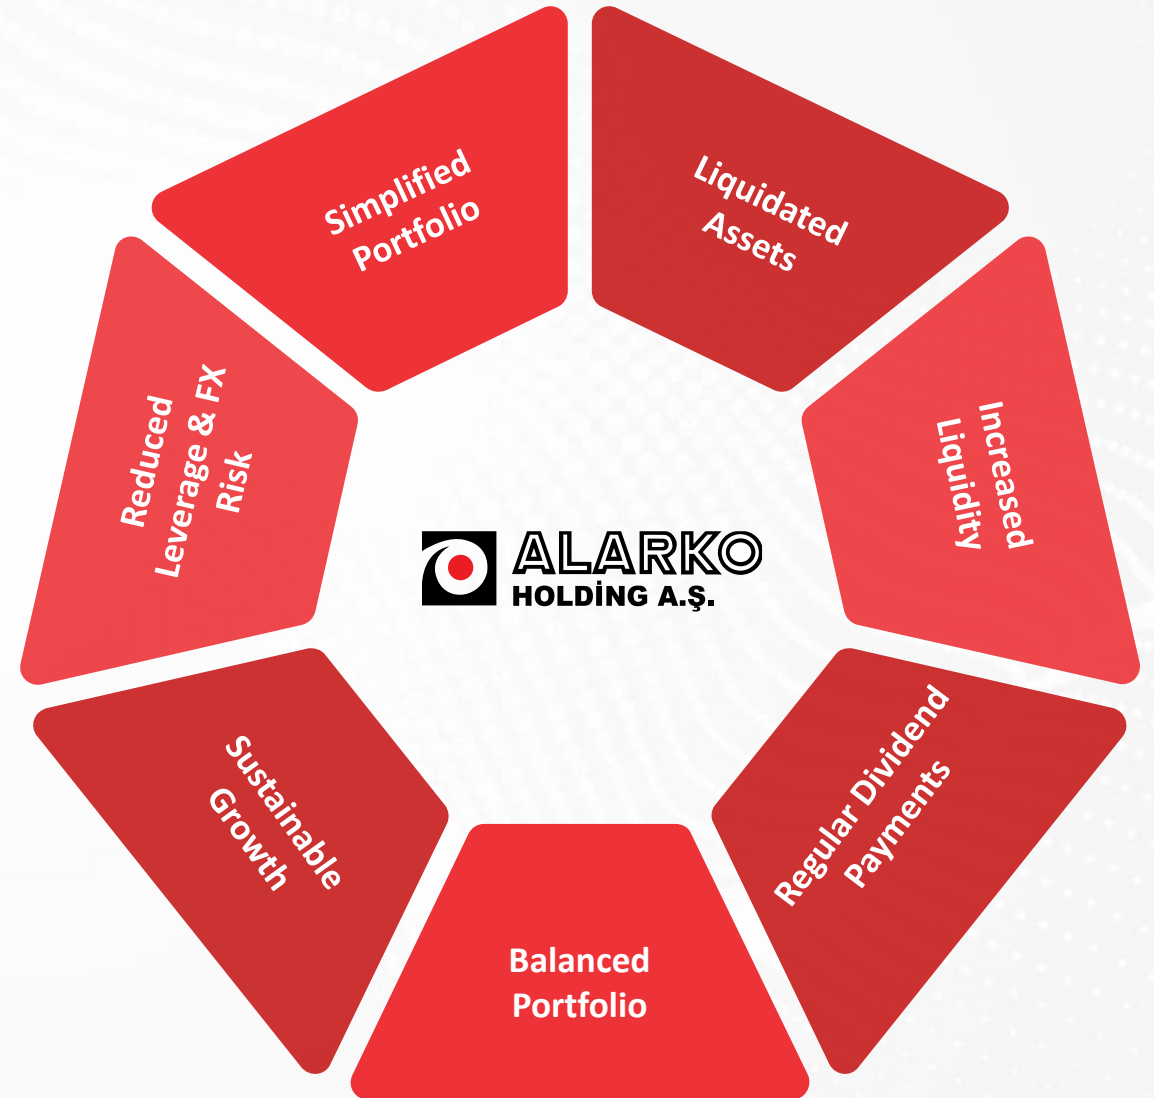 Simplified
Portfolio
Liquidated
Assets
Increased
Liquidity
Regular Dividend
Payments
Balanced
Portfolio
Sustainable
Growth
Reduced
Leverage & FX
Risk
ALARKO
HOLDİNG A.Ş.